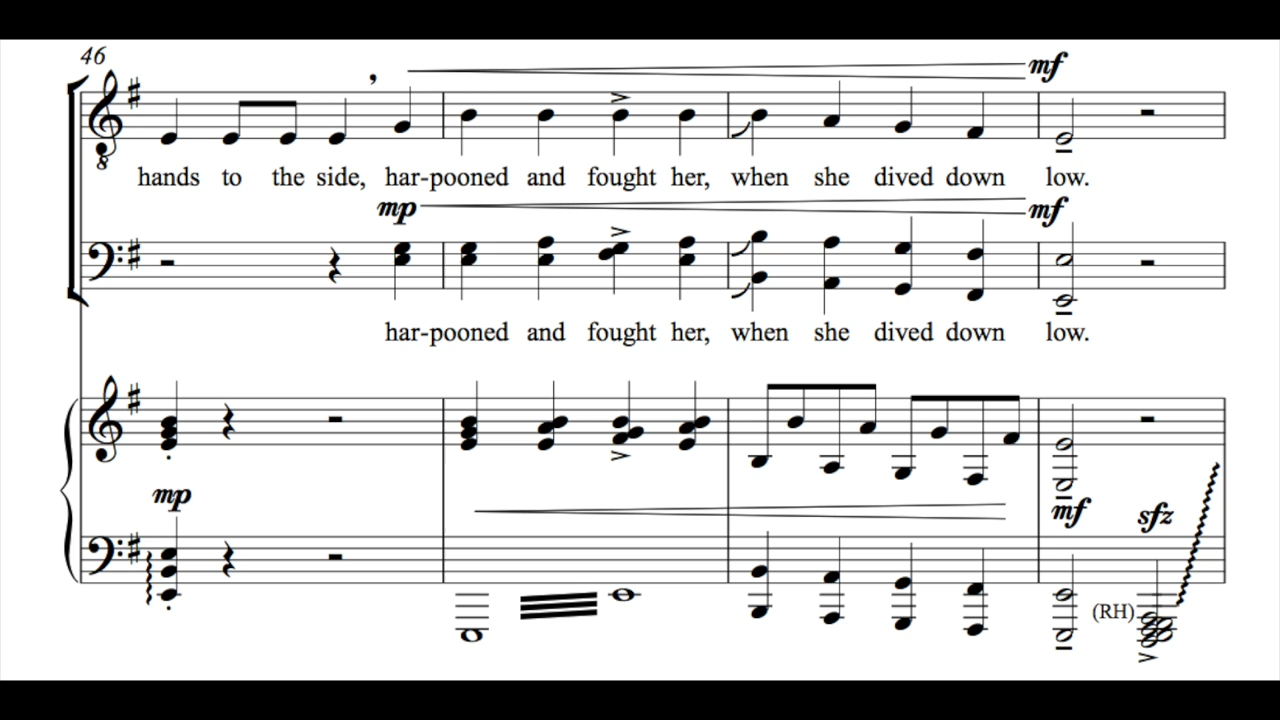 46
, mf
8
hands to the side, har-pooned and fought her, when she dived down low.
mp mf
har-pooned and fought her, when she dived down low.
mp mf sfz
(RH)